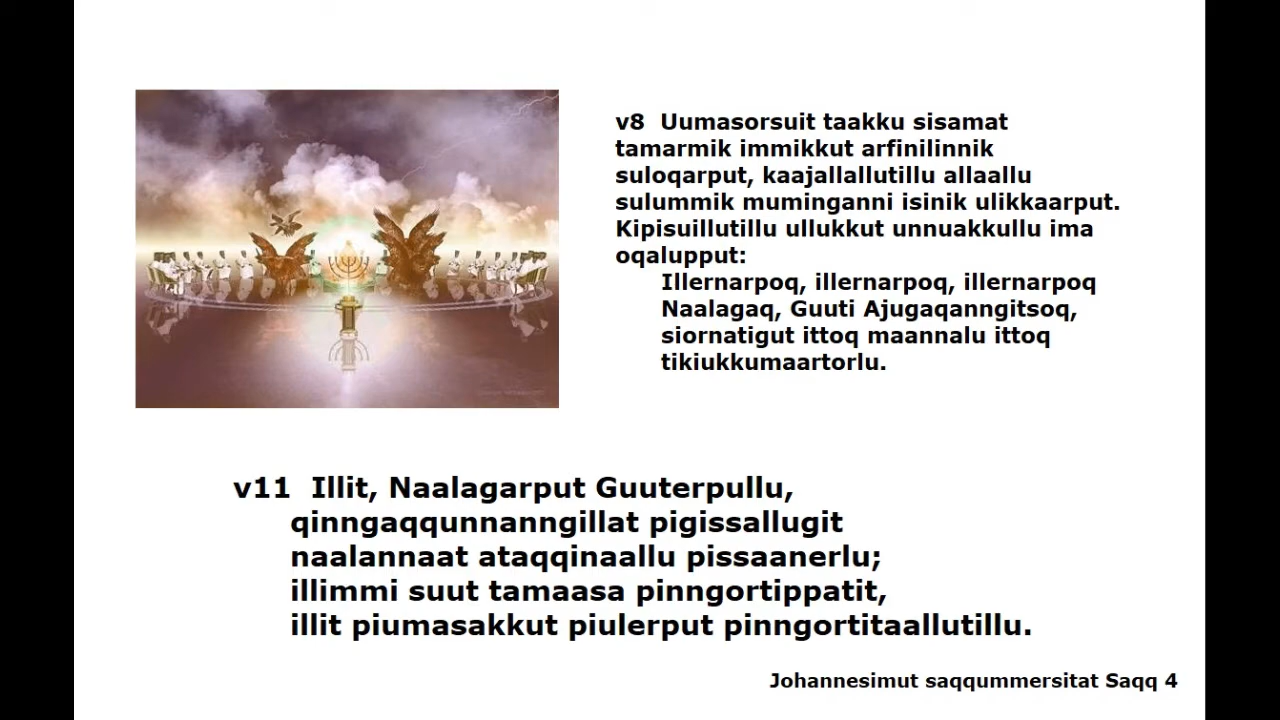 v8 Uumasorsuit taakku sisamat
tamarmik immikkut arfinilinnik
suloqarput, kaajallallutillu allaallu
sulummik muminganni isinik ulikkaarput.
Kipisuillutillu ullukkut unnuakkullu ima
oqalupput:
Illernarpoq, illernarpoq, illernarpoq
Naalagaq, Guuti Ajugaqanngitsoq,
siornatigut ittoq maannalu ittoq
tikiukkumaartorlu.
v11 Illit, Naalagarput Guuterpullu,
qinngaqqunnanngillat pigissallugit
naalannaat ataqqinaallu pissaanerlu;
illimmi suut tamaasa pinngortippatit,
illit piumasakkut piulerput pinngortitaallutillu.
Johannesimut saqqummersitat Saqq 4